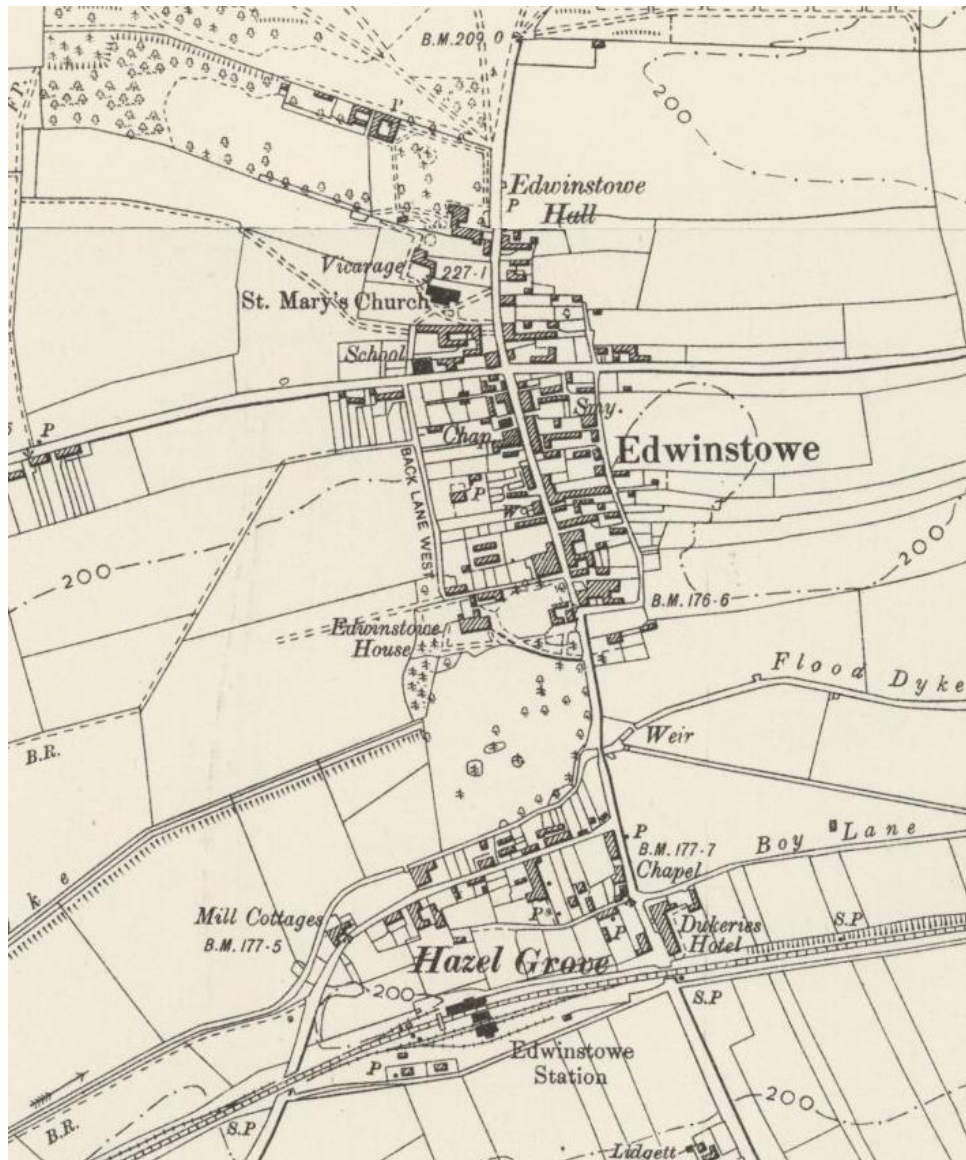 B.M. 209·0
F.P.
200
P
Edwinstowe
Hall
P
Vicarage
227·1
St. Mary's Church
School
Smy.
P
Chap.
Edwinstowe
BACK LANE WEST
P
W
200
200
B.M. 176·6
Edwinstowe
House
Flood Dyke
Weir
B.R.
P
B.M. 177·7
Boy Lane
Chapel
ke
Mill Cottages
Ps
P
Dukeries
Hotel
S.P
B.M. 177·5
Hazel Grove
200
S.P
Edwinstowe
Station
P
200
B.R.
S.P
Lidgett